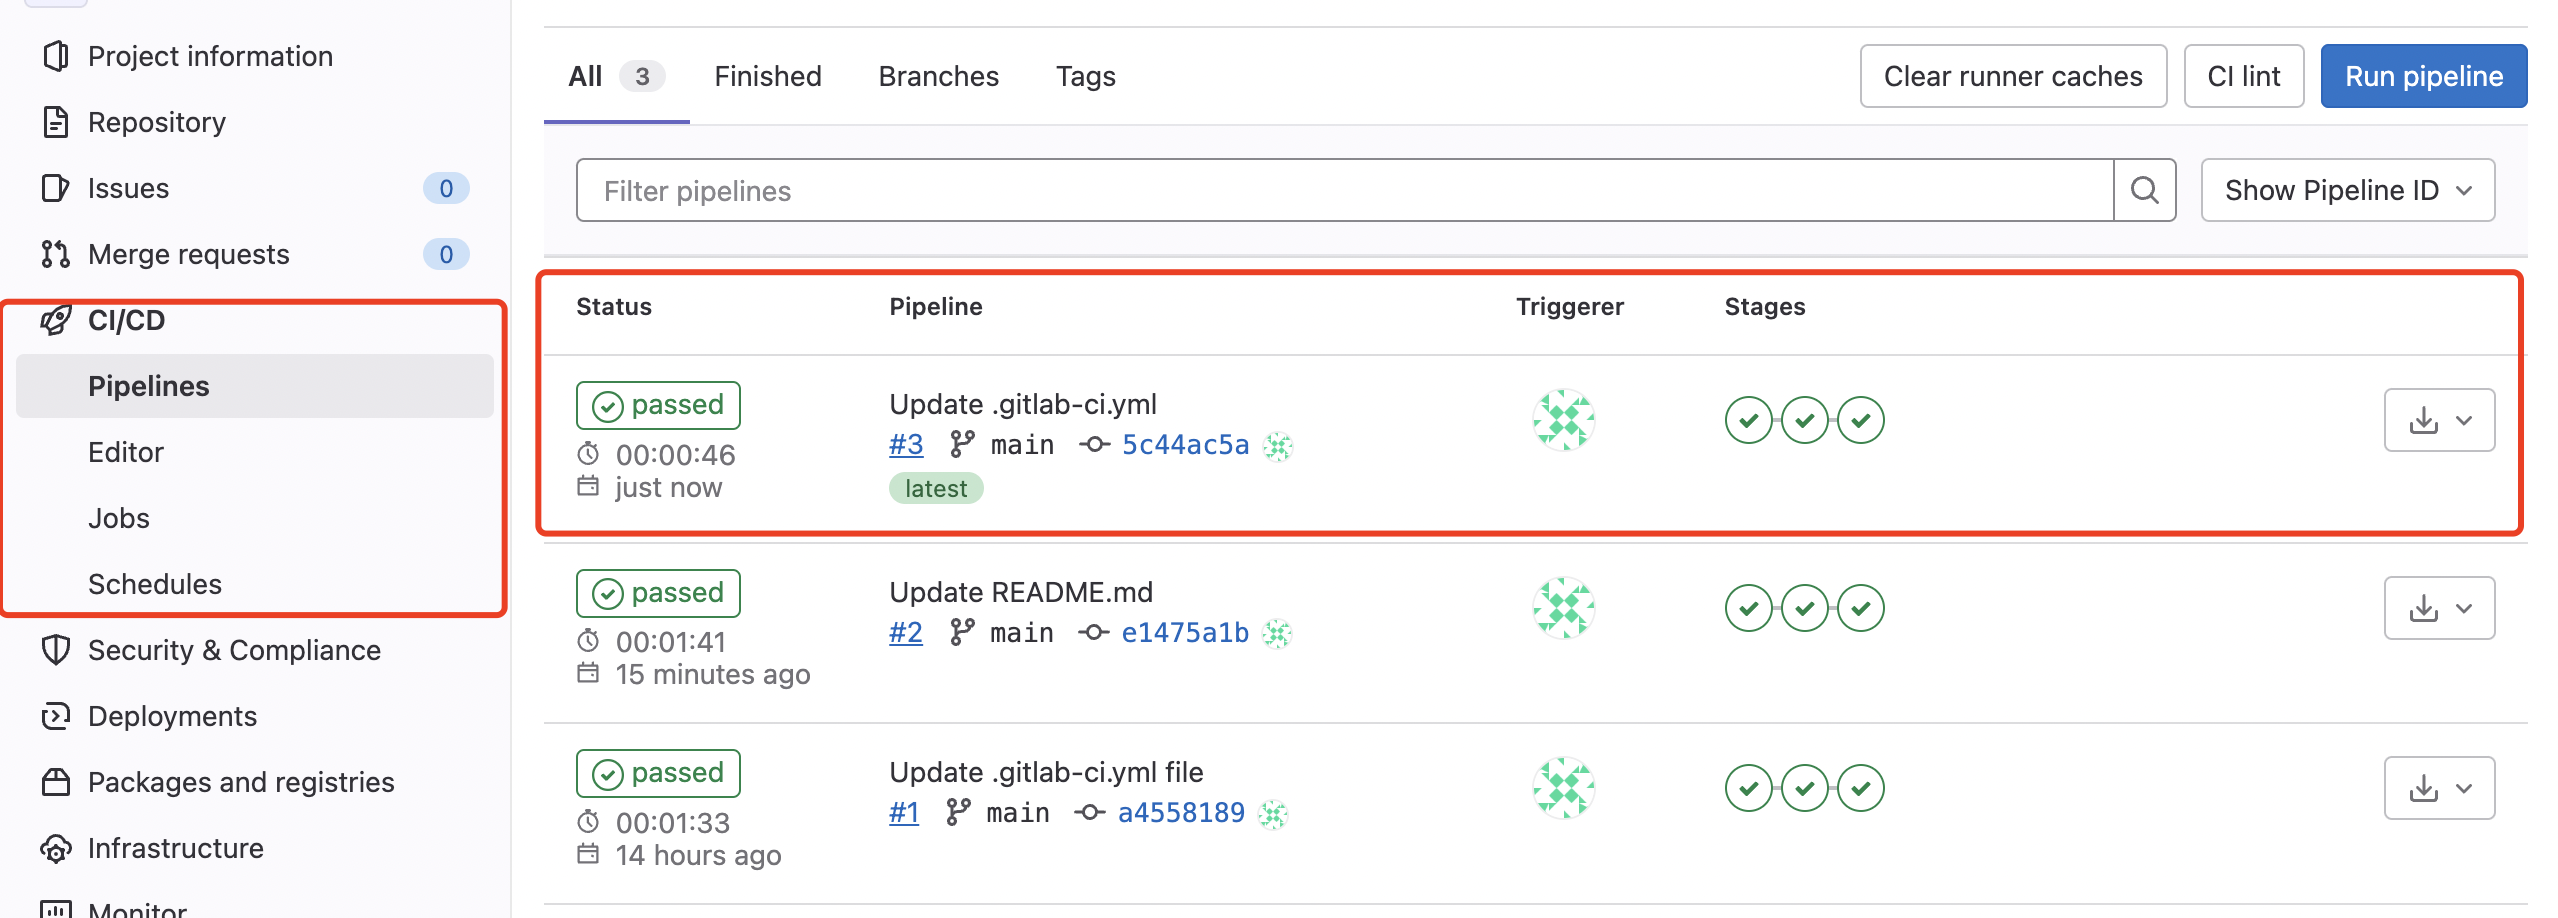 Project information
Repository
Issues 0
Merge requests 0
CI/CD
Pipelines
Editor
Jobs
Schedules
Security & Compliance
Deployments
Packages and registries
Infrastructure
Monitor
All 3 Finished Branches Tags Clear runner caches CI lint Run pipeline
Filter pipelines Show Pipeline ID
Status Pipeline Triggerer Stages
passed Update .gitlab-ci.yml
00:00:46 #3 main 5c44ac5a
just now latest
passed Update README.md
00:01:41 #2 main e1475a1b
15 minutes ago
passed Update .gitlab-ci.yml file
00:01:33 #1 main a4558189
14 hours ago